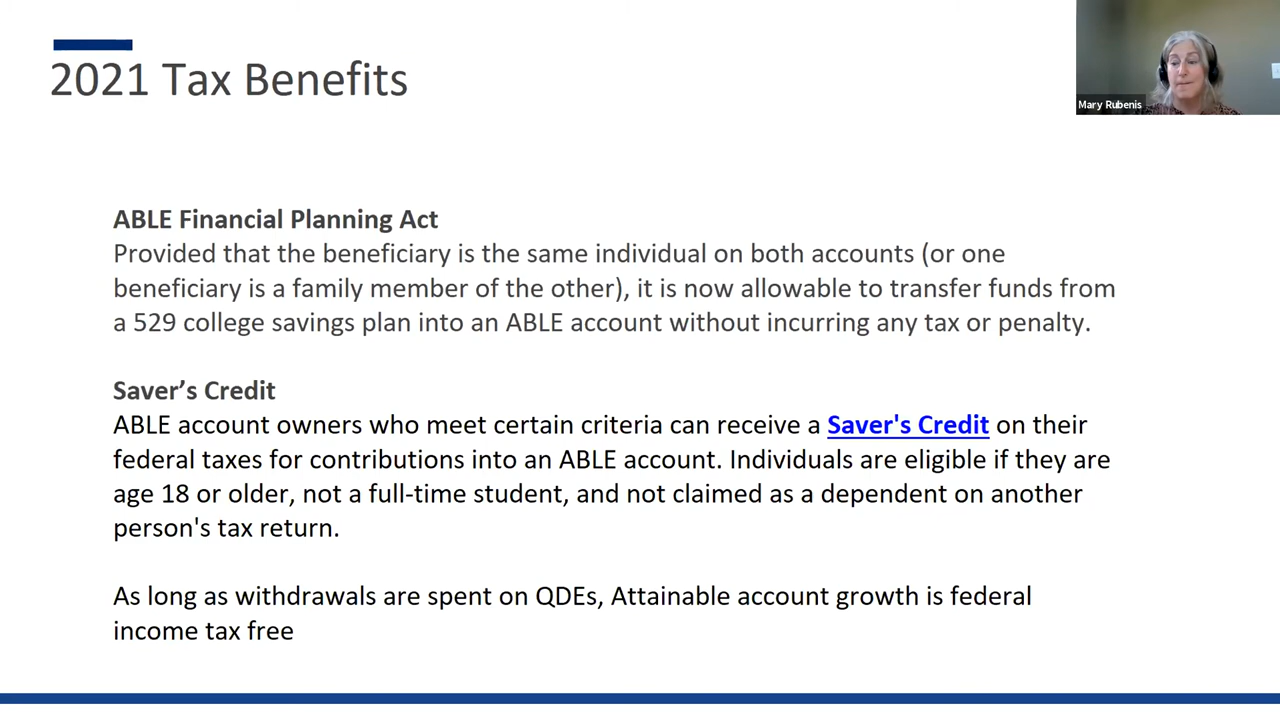 2021 Tax Benefits
Mary Rubenis
ABLE Financial Planning Act
Provided that the beneficiary is the same individual on both accounts (or one
beneficiary is a family member of the other), it is now allowable to transfer funds from
a 529 college savings plan into an ABLE account without incurring any tax or penalty.
Saver’s Credit
ABLE account owners who meet certain criteria can receive a Saver's Credit on their
federal taxes for contributions into an ABLE account. Individuals are eligible if they are
age 18 or older, not a full-time student, and not claimed as a dependent on another
person's tax return.
As long as withdrawals are spent on QDEs, Attainable account growth is federal
income tax free